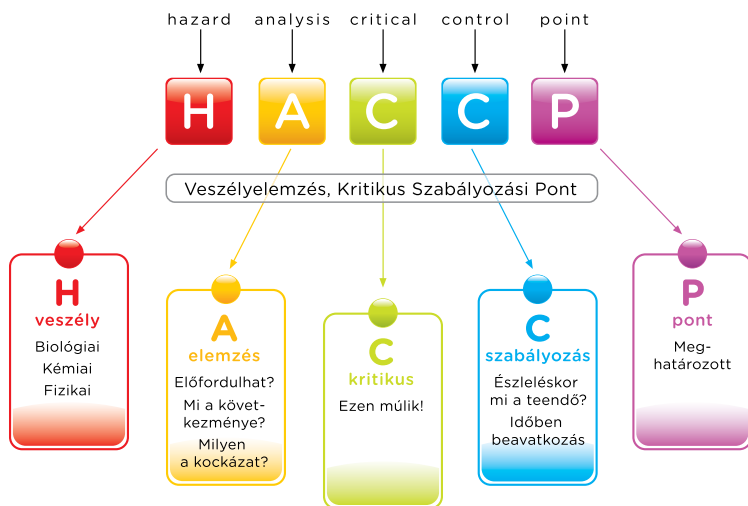 hazard analysis critical control point
H A C C P
Veszélyelemzés, Kritikus Szabályozási Pont
H
veszély
Biológiai
Kémiai
Fizikai
A
elemzés
Előfordulhat?
Mi a követ-
kezménye?
Milyen
a kockázat?
C
kritikus
Ezen múlik!
C
szabályozás
Észleléskor
mi a teendő?
Időben
beavatkozás
P
pont
Meg-
határozott